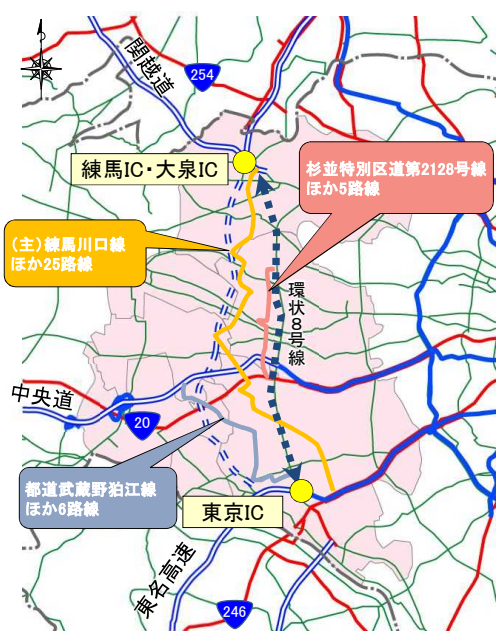 関越道
254
練馬IC・大泉IC
杉並特別区道第2128号線
ほか5路線
(主)練馬川口線
ほか25路線
環状8号線
中央道
20
都道武蔵野狛江線
ほか6路線
東京IC
東名高速
246